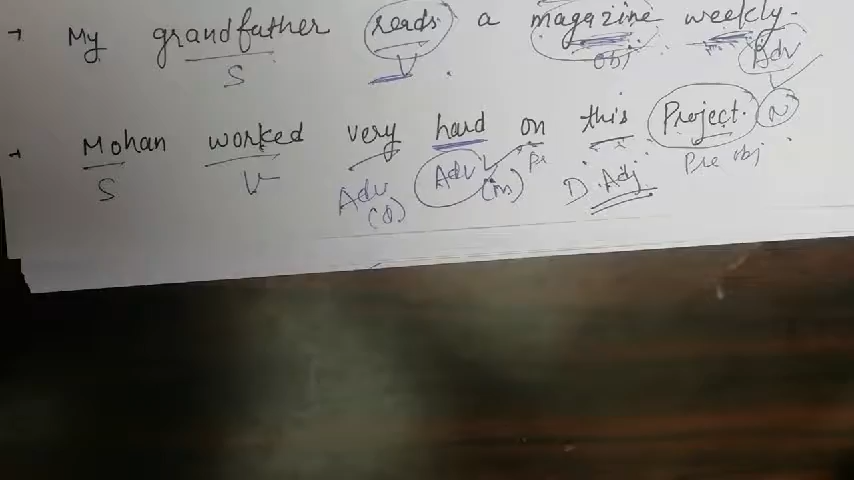 → My grandfather reads a magazine weekly.
S V obj Adv
→ Mohan worked very hard on this Project. N
S V Adv Adv (m) Pr D. Adj Pre obj
(D)